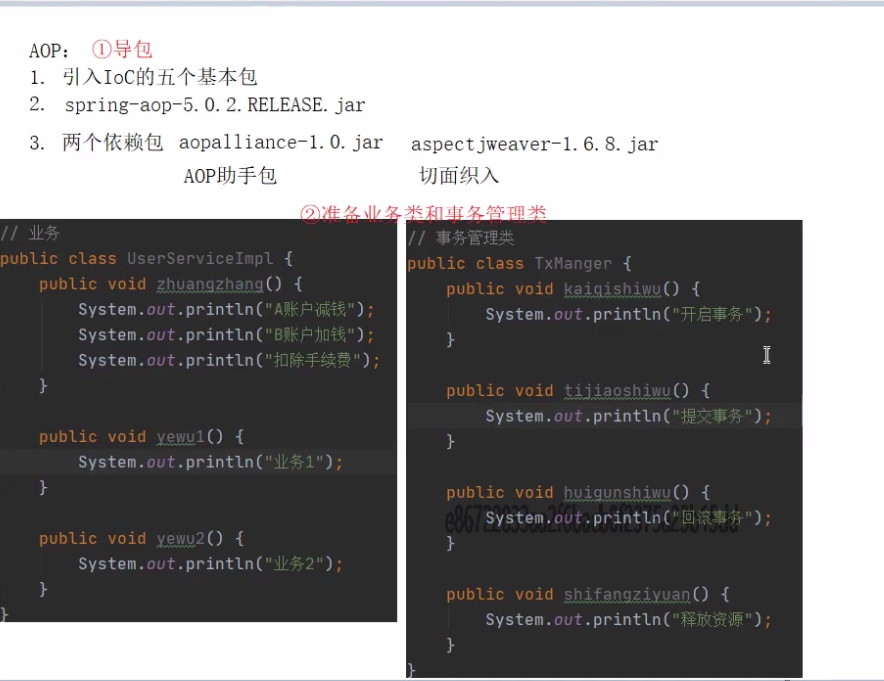 AOP： ①导包
1. 引入IoC的五个基本包
2. spring-aop-5.0.2.RELEASE.jar
3. 两个依赖包 aopalliance-1.0.jar aspectjweaver-1.6.8.jar
AOP助手包 切面织入
②准备业务类和事务管理类
// 业务
public class UserServiceImpl {
public void zhuangzhang() {
System.out.println("A账户减钱");
System.out.println("B账户加钱");
System.out.println("扣除手续费");
}
public void yewu1() {
System.out.println("业务1");
}
public void yewu2() {
System.out.println("业务2");
}
}
// 事务管理类
public class TxManger {
public void kaiqishiwu() {
System.out.println("开启事务");
}
public void tijiaoshiwu() {
System.out.println("提交事务");
}
public void huigunshiwu() {
System.out.println("回滚事务");
}
public void shifangziyuan() {
System.out.println("释放资源");
}
}